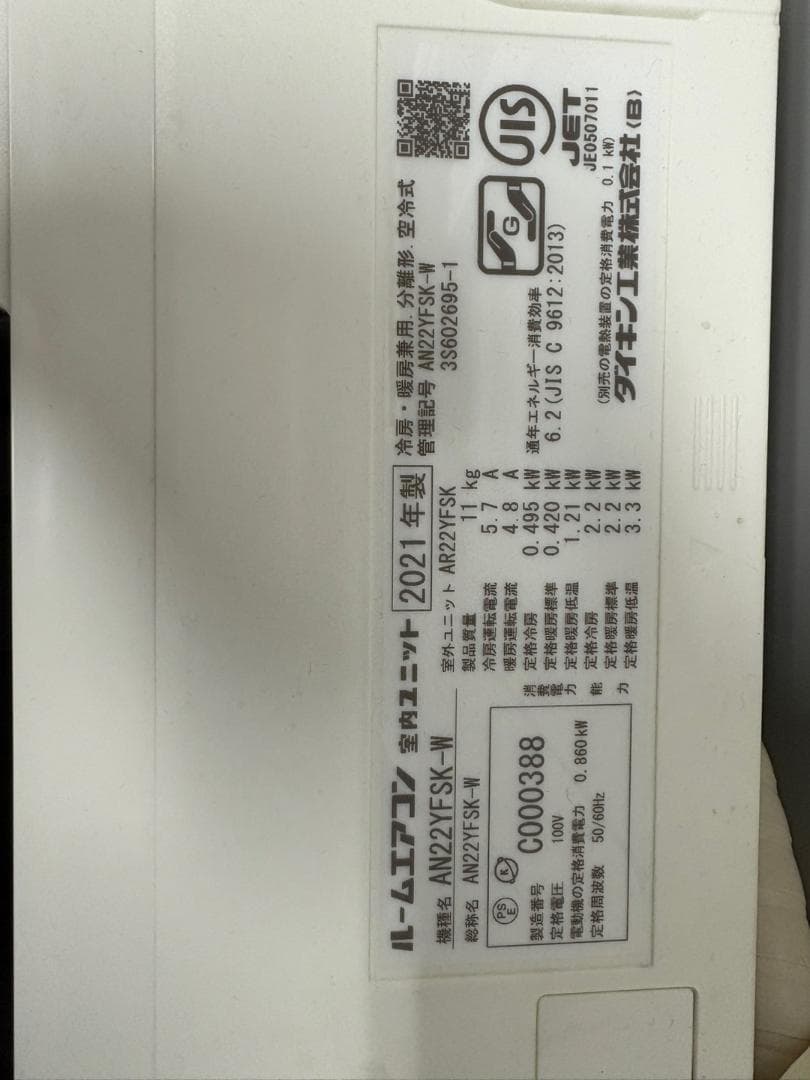 ルームエアコン 室内ユニット 2021年製
機種名 AN22YFSK-W
総称名 AN22YFSK-W
PS
E
K
製造番号 C000388
定格電圧 100V
電動機の定格消費電力 0.860kW
定格周波数 50/60Hz
室外ユニット AR22YFSK
製品質量 11 kg
冷房運転電流 5.7 A
暖房運転電流 4.8 A
消費電力 定格冷房 0.495 kW
定格暖房標準 0.420 kW
定格暖房低温 1.21 kW
能力 定格冷房 2.2 kW
定格暖房標準 2.2 kW
定格暖房低温 3.3 kW
冷房・暖房兼用.分離形.空冷式
管理記号 AN22YFSK-W
3S602695-1
G
JIS
JET
JE0507011
通年エネルギー消費効率
6.2(JIS C 9612:2013)
(別売の電熱装置の定格消費電力 0.1 kW)
ダイキン工業株式会社(B)